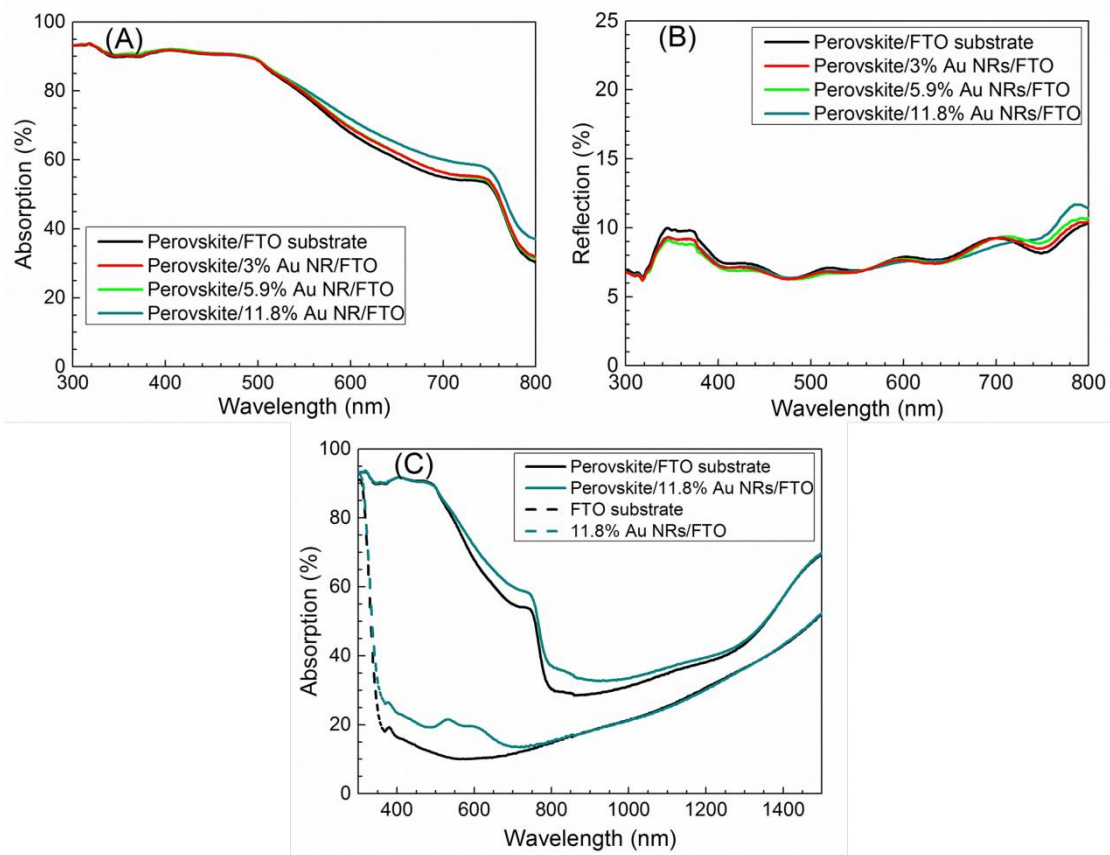 (A)
Absorption (%)
100
80
60
40
20
0
Perovskite/FTO substrate
Perovskite/3% Au NR/FTO
Perovskite/5.9% Au NR/FTO
Perovskite/11.8% Au NR/FTO
300 400 500 600 700 800
Wavelength (nm)
(B)
Reflection (%)
25
20
15
10
5
0
Perovskite/FTO substrate
Perovskite/3% Au NRs/FTO
Perovskite/5.9% Au NRs/FTO
Perovskite/11.8% Au NRs/FTO
300 400 500 600 700 800
Wavelength (nm)
(C)
Absorption (%)
100
80
60
40
20
0
Perovskite/FTO substrate
Perovskite/11.8% Au NRs/FTO
FTO substrate
11.8% Au NRs/FTO
400 600 800 1000 1200 1400
Wavelength (nm)